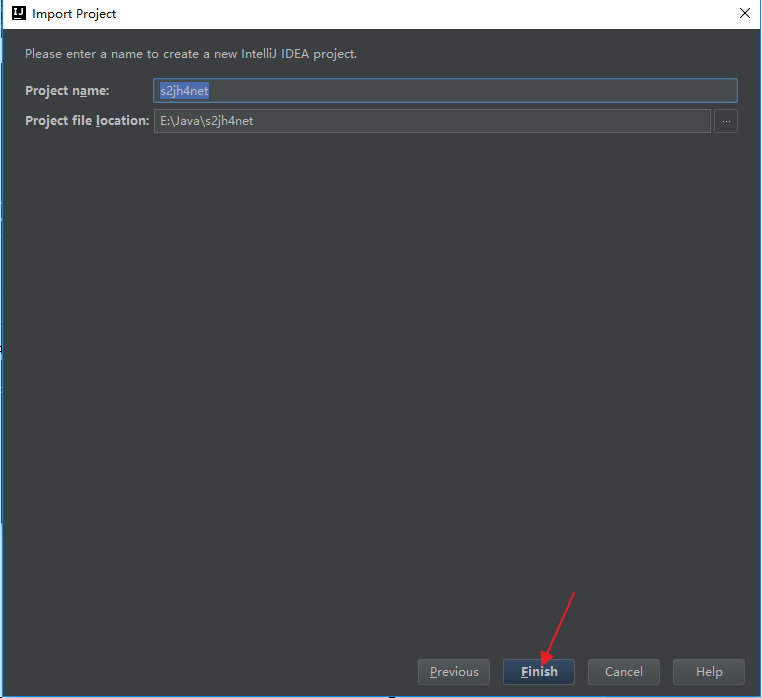 IJ Import Project
Please enter a name to create a new IntelliJ IDEA project.
Project name: s2jh4net
Project file location: E:\Java\s2jh4net ...
Previous Finish Cancel Help